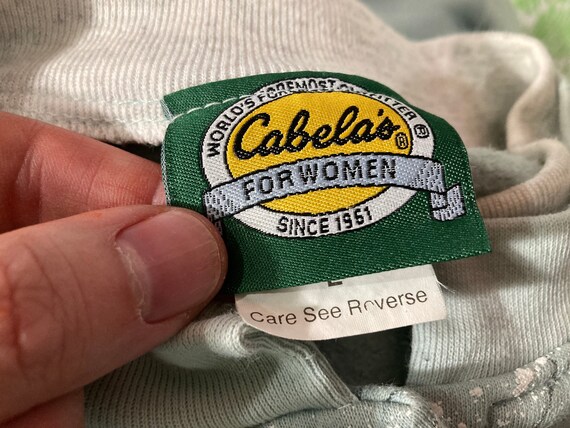 WORLD'S FOREMOST OUTFITTER ®
Cabela's ®
FOR WOMEN
SINCE 1961
Care See Reverse